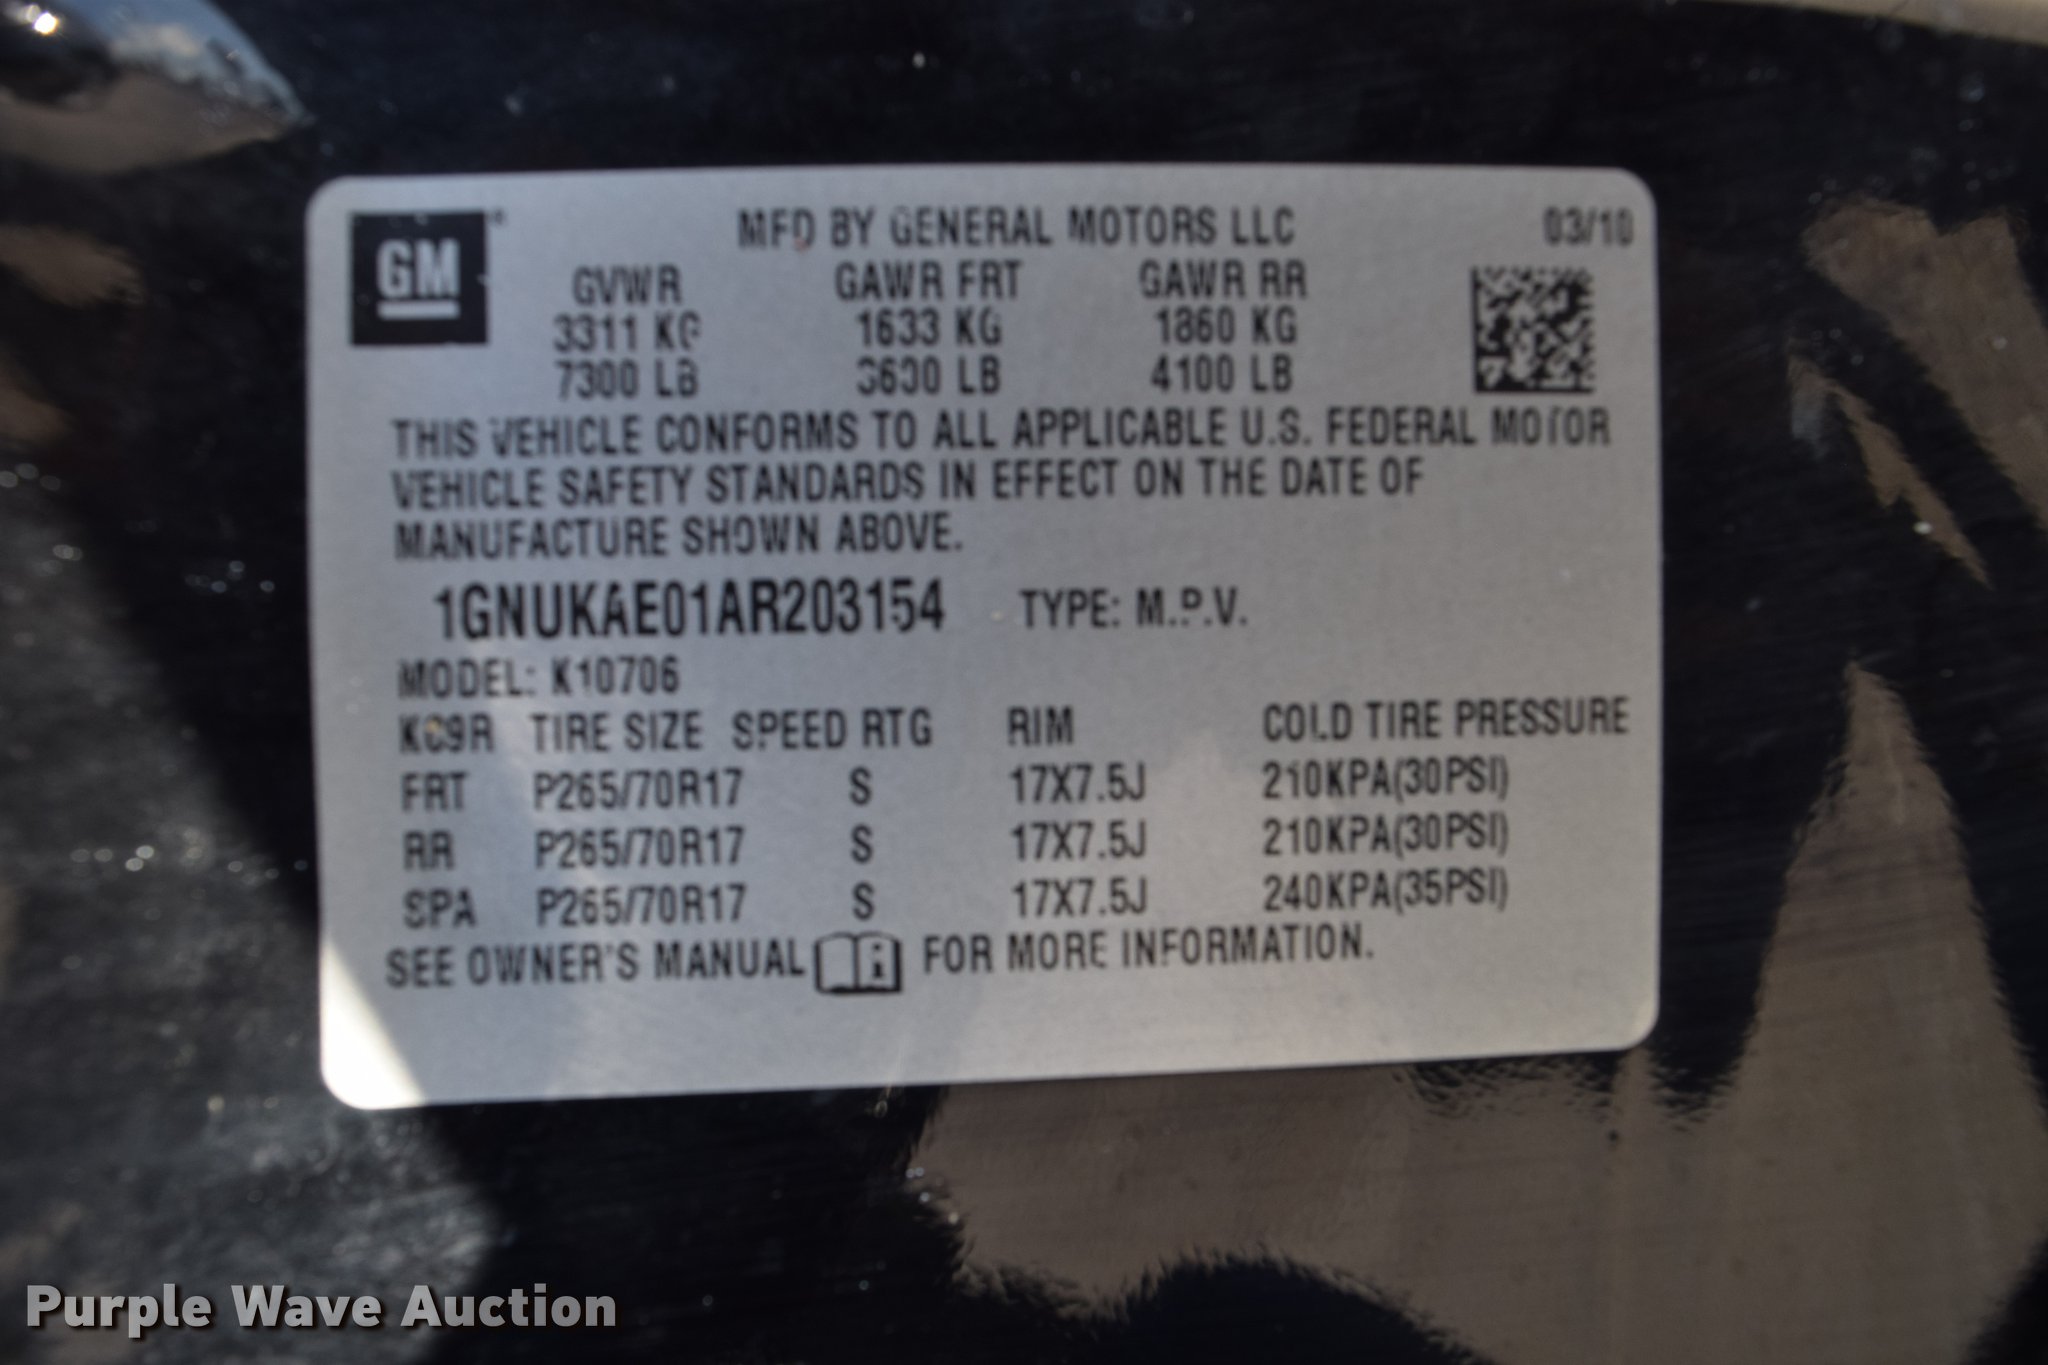 GM®
MFD BY GENERAL MOTORS LLC 03/10
GVWR GAWR FRT GAWR RR
3311 KG 1633 KG 1860 KG
7300 LB 3600 LB 4100 LB
THIS VEHICLE CONFORMS TO ALL APPLICABLE U.S. FEDERAL MOTOR
VEHICLE SAFETY STANDARDS IN EFFECT ON THE DATE OF
MANUFACTURE SHOWN ABOVE.
1GNUKAE01AR203154 TYPE: M.P.V.
MODEL: K10706
TIRE SIZE SPEED RTG RIM COLD TIRE PRESSURE
FRT P265/70R17 S 17X7.5J 210KPA(30PSI)
RR P265/70R17 S 17X7.5J 210KPA(30PSI)
SPA P265/70R17 S 17X7.5J 240KPA(35PSI)
SEE OWNER'S MANUAL FOR MORE INFORMATION.
Purple Wave Auction